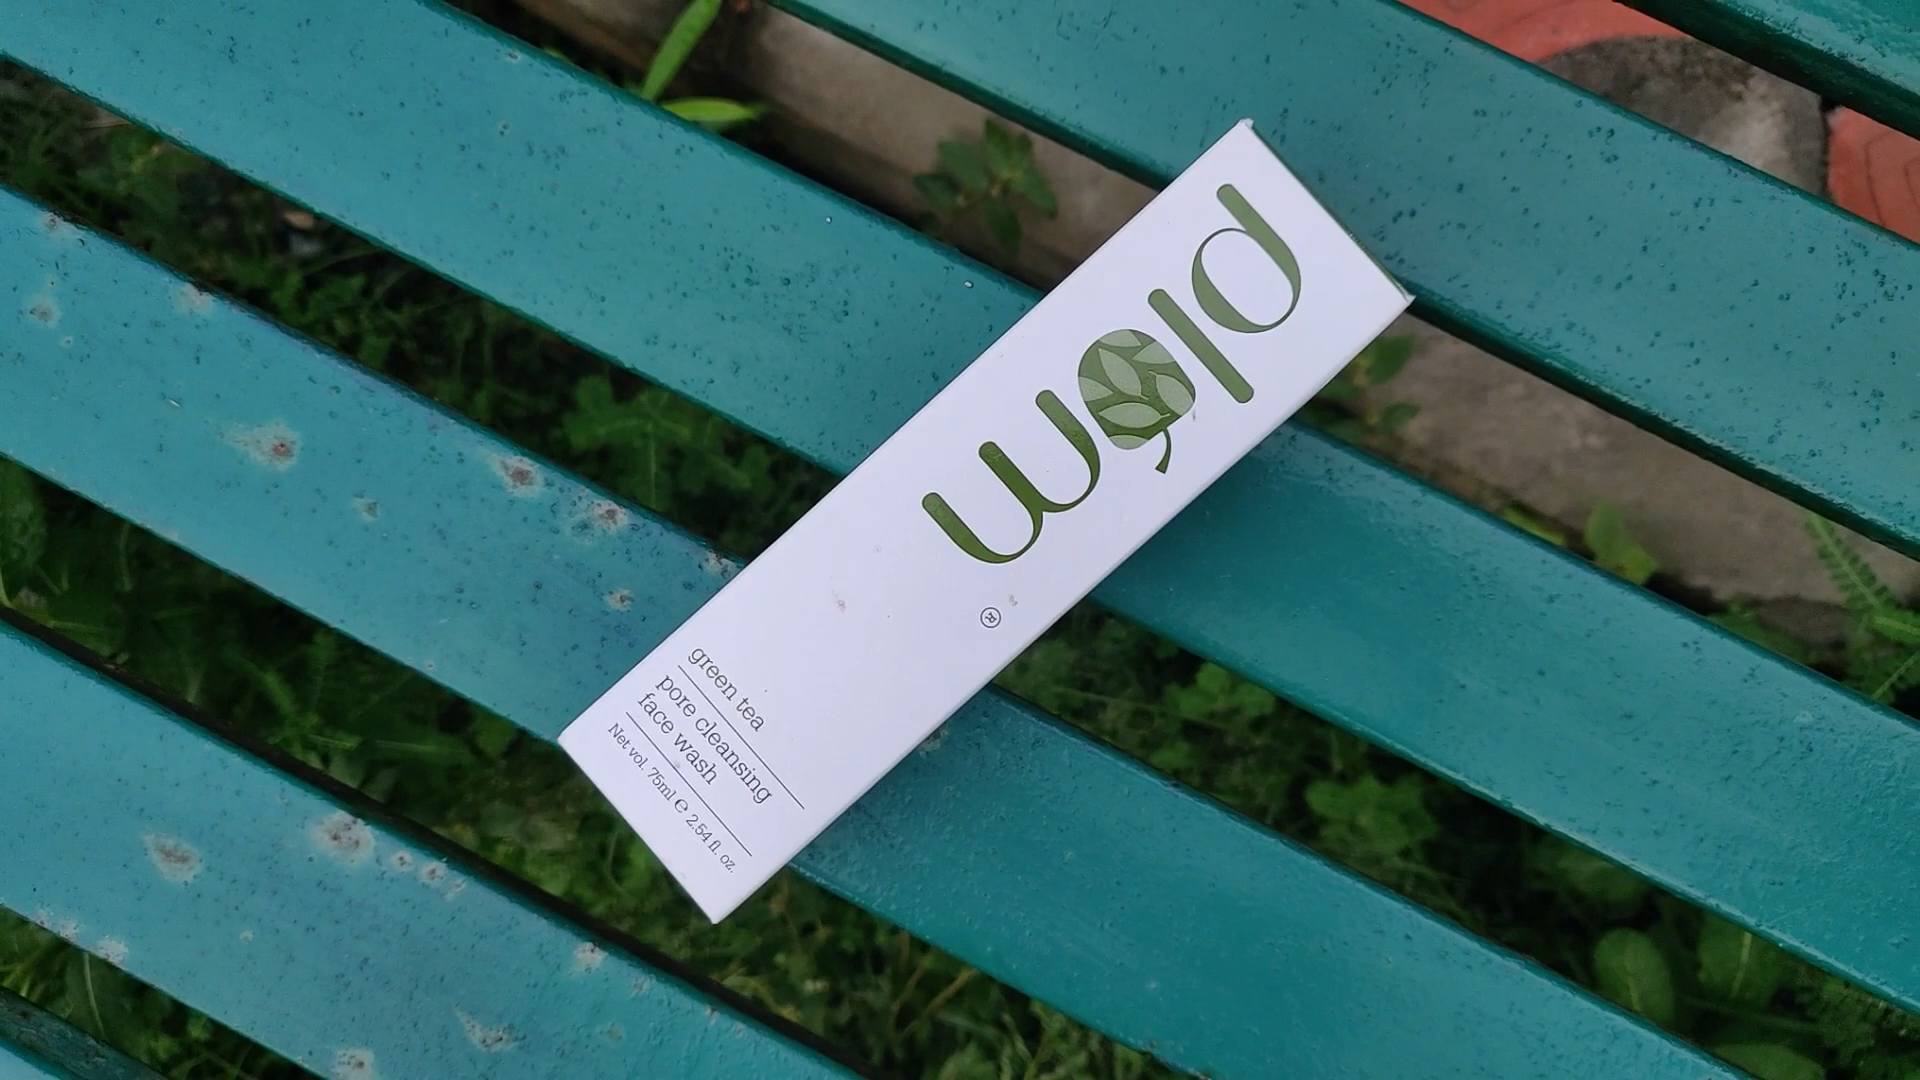 plum
®
green tea
pore cleansing
face wash
Net vol. 75ml ℮ 2.54 fl. oz.